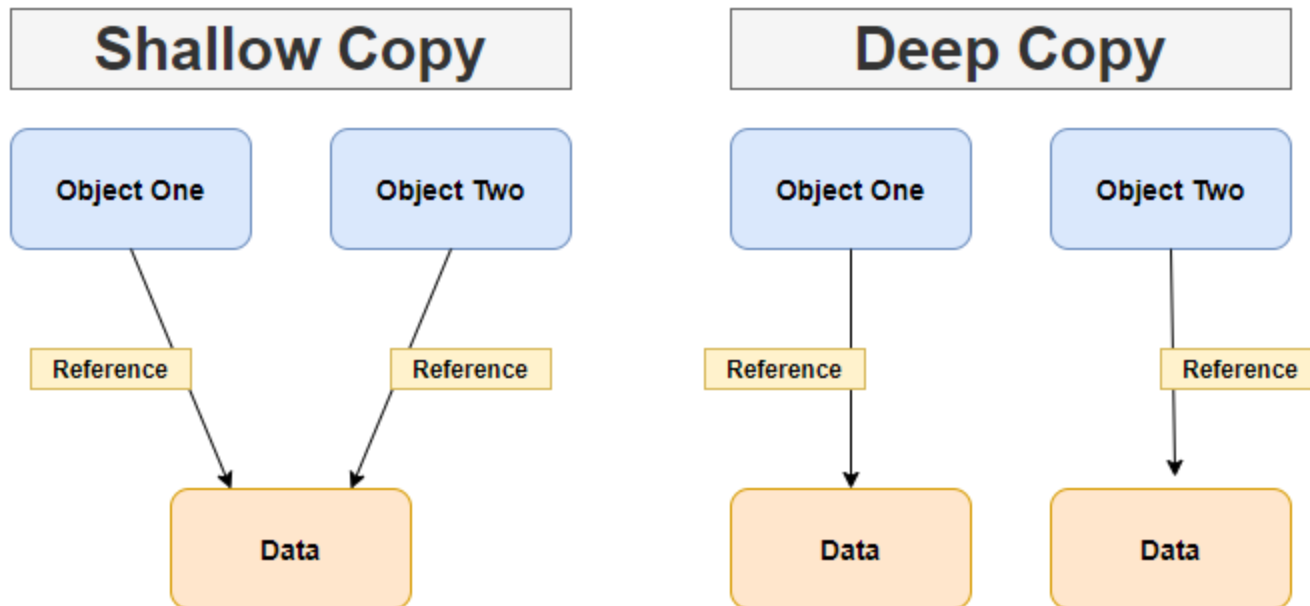 Shallow Copy
Deep Copy
Object One
Object Two
Object One
Object Two
Reference
Reference
Reference
Reference
Data
Data
Data